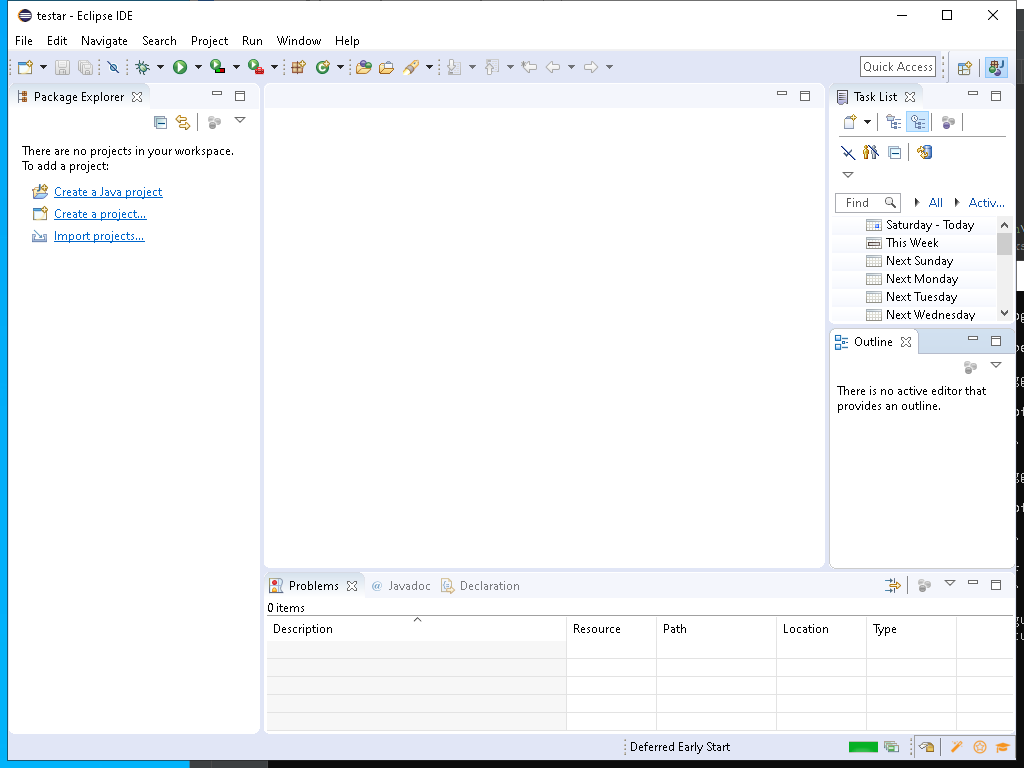 testar - Eclipse IDE
File Edit Navigate Search Project Run Window Help
Quick Access
Package Explorer
There are no projects in your workspace.
To add a project:
Create a Java project
Create a project...
Import projects...
Task List
Find All Activ...
Saturday - Today
This Week
Next Sunday
Next Monday
Next Tuesday
Next Wednesday
Outline
There is no active editor that
provides an outline.
Problems @ Javadoc Declaration
0 items
Description Resource Path Location Type
Deferred Early Start